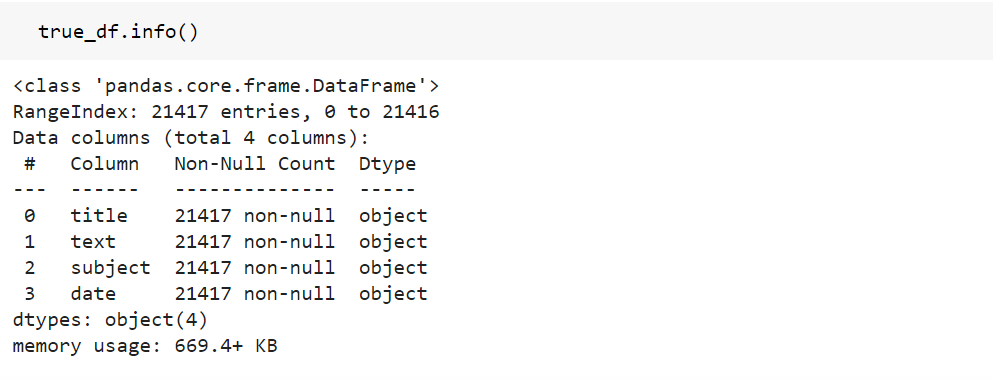 true_df.info()
<class 'pandas.core.frame.DataFrame'>
RangeIndex: 21417 entries, 0 to 21416
Data columns (total 4 columns):
 #   Column   Non-Null Count  Dtype
---  ------   --------------  -----
 0   title    21417 non-null  object
 1   text     21417 non-null  object
 2   subject  21417 non-null  object
 3   date     21417 non-null  object
dtypes: object(4)
memory usage: 669.4+ KB